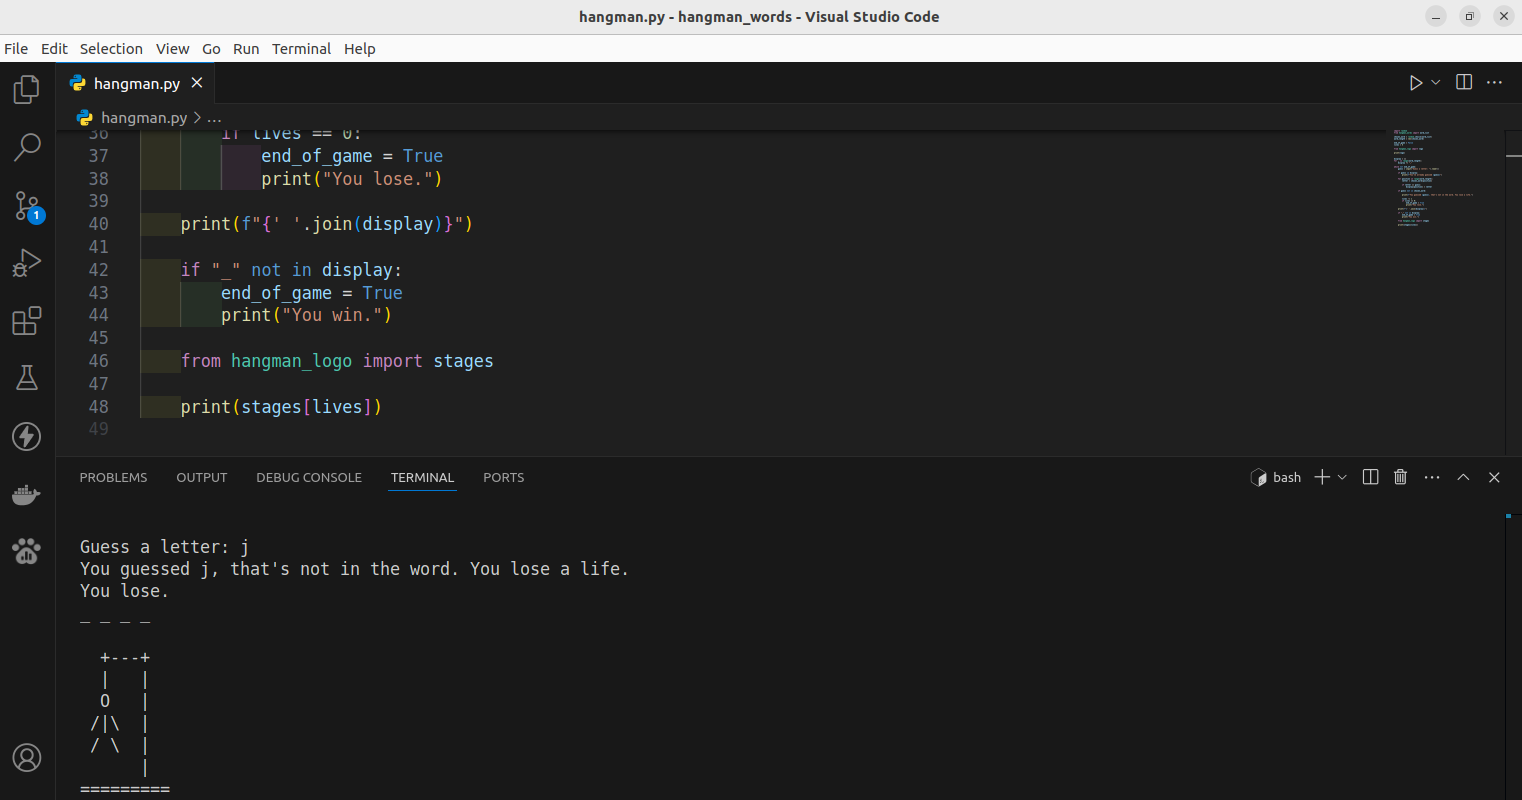 hangman.py - hangman_words - Visual Studio Code
File Edit Selection View Go Run Terminal Help
hangman.py
hangman.py > ...
36 if lives == 0:
37 end_of_game = True
38 print("You lose.")
39
40 print(f"{' '.join(display)}")
41
42 if "_" not in display:
43 end_of_game = True
44 print("You win.")
45
46 from hangman_logo import stages
47
48 print(stages[lives])
49
1
PROBLEMS OUTPUT DEBUG CONSOLE TERMINAL PORTS
bash
Guess a letter: j
You guessed j, that's not in the word. You lose a life.
You lose.
_ _ _ _
  +---+
  |   |
  O   |
 /|\  |
 / \  |
      |
=========